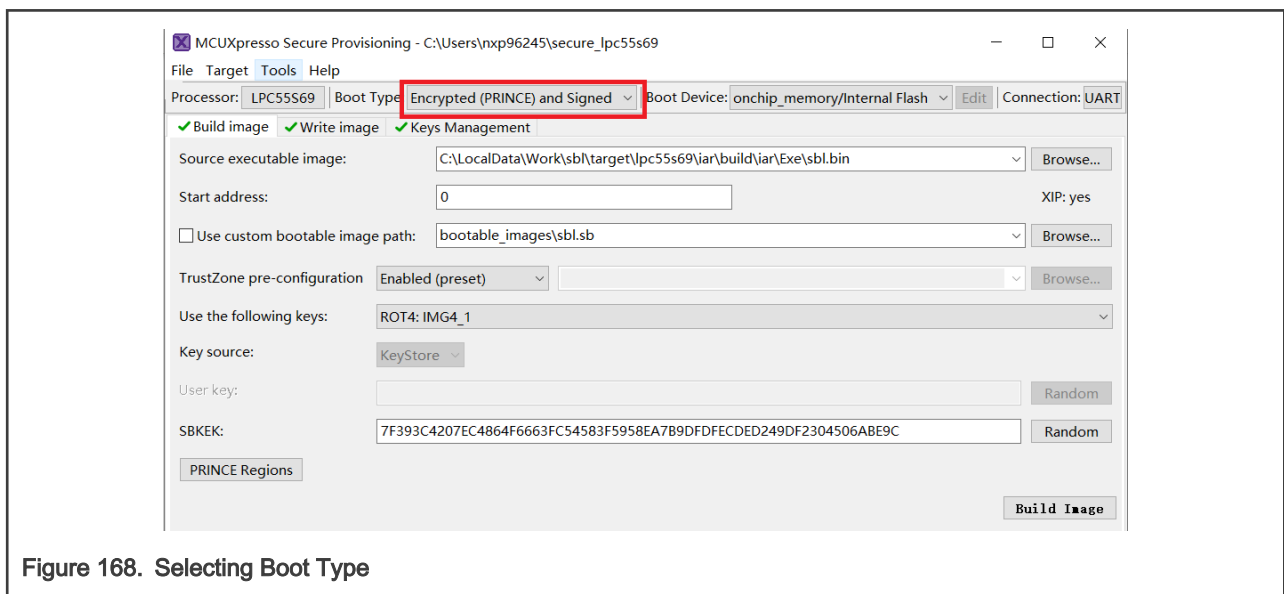 MCUXpresso Secure Provisioning - C:\Users\nxp96245\secure_lpc55s69
File Target Tools Help
Processor: LPC55S69 Boot Type Encrypted (PRINCE) and Signed Boot Device: onchip_memory/Internal Flash Edit Connection: UART
Build image Write image Keys Management
Source executable image: C:\LocalData\Work\sbl\target\lpc55s69\iar\build\iar\Exe\sbl.bin Browse...
Start address: 0 XIP: yes
Use custom bootable image path: bootable_images\sbl.sb Browse...
TrustZone pre-configuration Enabled (preset) Browse...
Use the following keys: ROT4: IMG4_1
Key source: KeyStore
User key: Random
SBKEK: 7F393C4207EC4864F6663FC54583F5958EA7B9DFDFECDED249DF2304506ABE9C Random
PRINCE Regions
Build Image
Figure 168. Selecting Boot Type